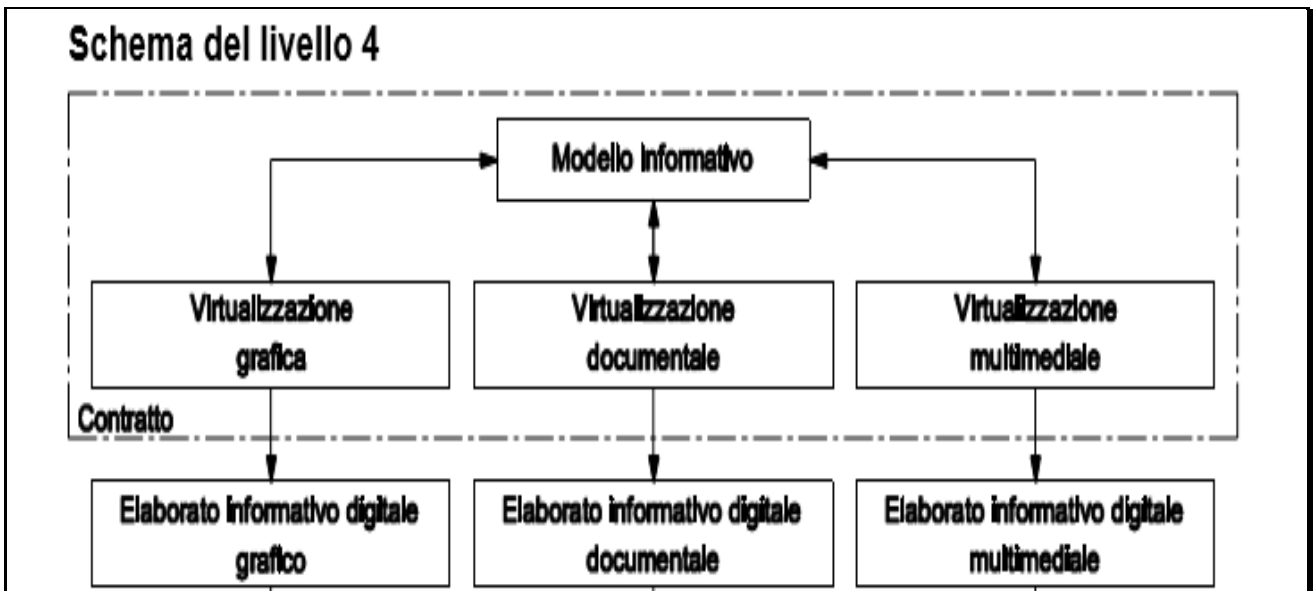 Schema del livello 4
Modello informativo
Virtualizzazione
grafica
Virtualizzazione
documentale
Virtualizzazione
multimediale
Contratto
Elaborato informativo digitale
grafico
Elaborato informativo digitale
documentale
Elaborato informativo digitale
multimediale